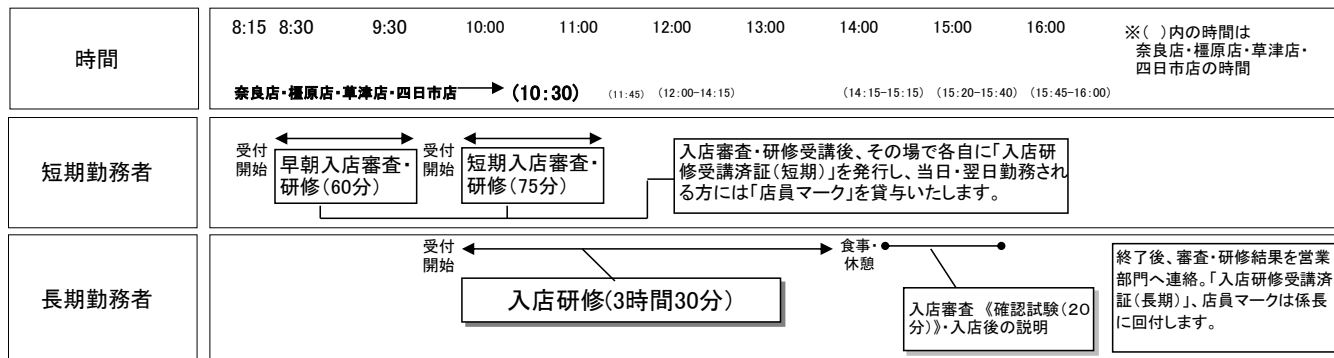 時間
8:15 8:30 9:30 10:00 11:00 12:00 13:00 14:00 15:00 16:00
※( )内の時間は
奈良店・橿原店・草津店・
四日市店の時間
奈良店・橿原店・草津店・四日市店 (10:30) (11:45) (12:00-14:15) (14:15-15:15) (15:20-15:40) (15:45-16:00)
短期勤務者
受付
開始
早朝入店審査・
研修(60分)
受付
開始
短期入店審査・
研修(75分)
入店審査・研修受講後、その場で各自に「入店研
修受講済証(短期)」を発行し、当日・翌日勤務され
る方には「店員マーク」を貸与いたします。
長期勤務者
受付
開始
入店研修(3時間30分)
食事・
休憩
入店審査 《確認試験(20
分)》・入店後の説明
終了後、審査・研修結果を営業
部門へ連絡。「入店研修受講済
証(長期)」、店員マークは係長
に回付します。